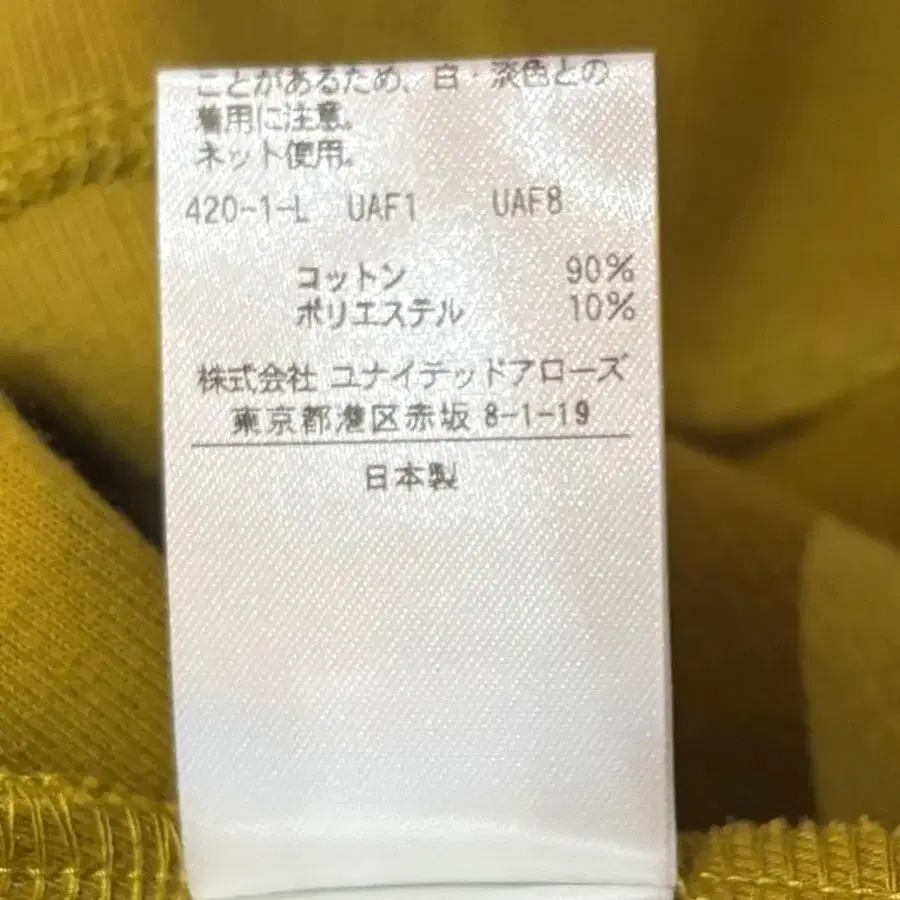 ことがあるため、白・淡色との
着用に注意。
ネット使用。
420-1-L UAF1 UAF8
コットン 90%
ポリエステル 10%
株式会社 ユナイテッドアローズ
東京都港区赤坂 8-1-19
日本製